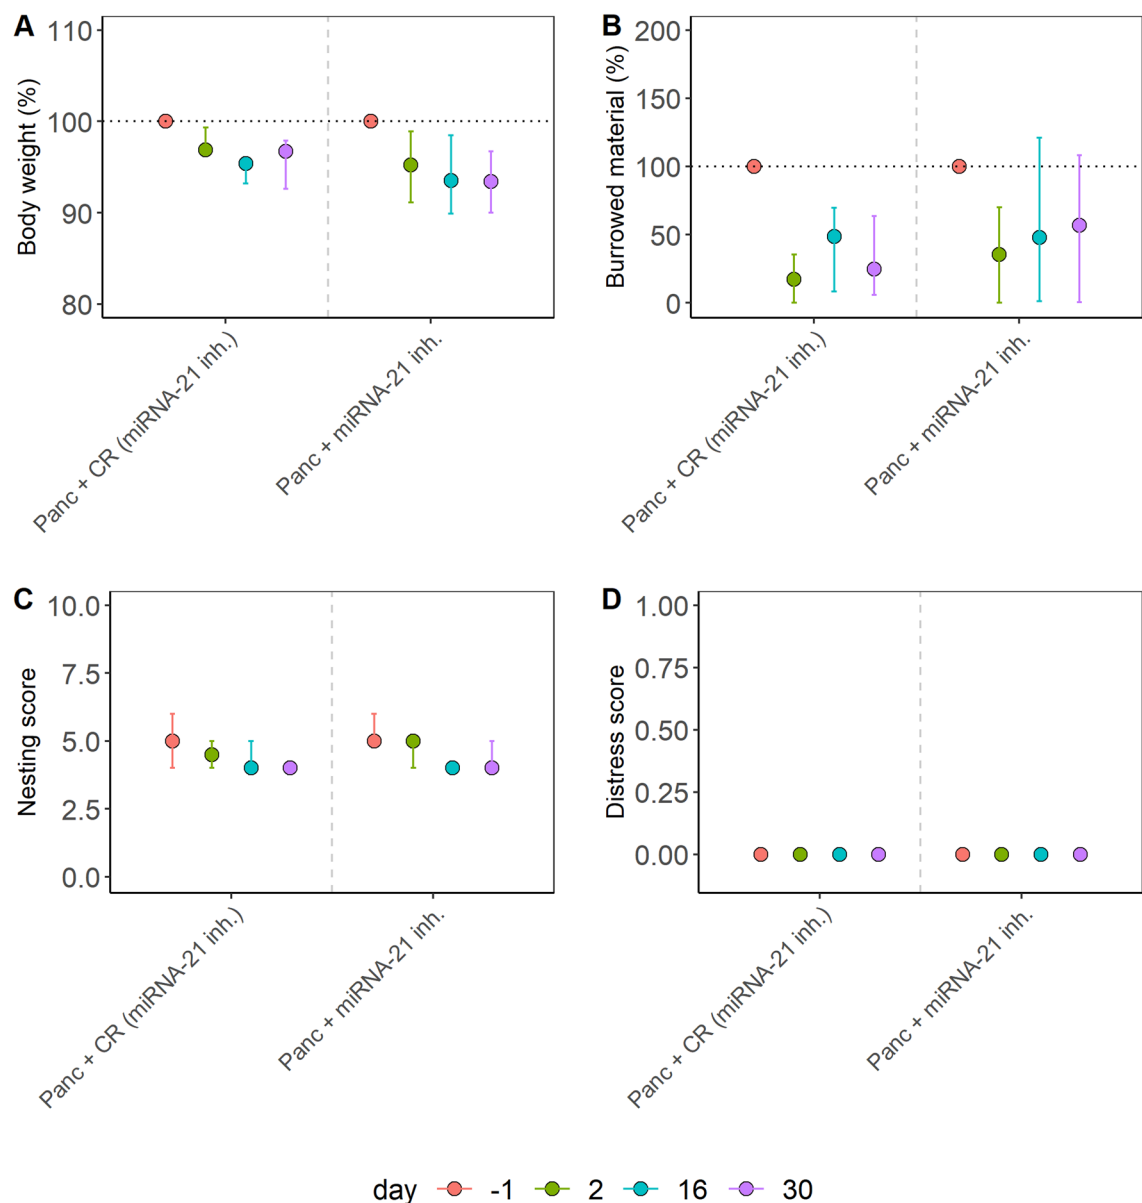 A
Body weight (%)
110
100
90
80
Panc + CR (miRNA-21 inh.)
Panc + miRNA-21 inh.
B
Burrowed material (%)
200
150
100
50
0
Panc + CR (miRNA-21 inh.)
Panc + miRNA-21 inh.
C
Nesting score
10.0
7.5
5.0
2.5
0.0
Panc + CR (miRNA-21 inh.)
Panc + miRNA-21 inh.
D
Distress score
1.00
0.75
0.50
0.25
0.00
Panc + CR (miRNA-21 inh.)
Panc + miRNA-21 inh.
day -1 2 16 30